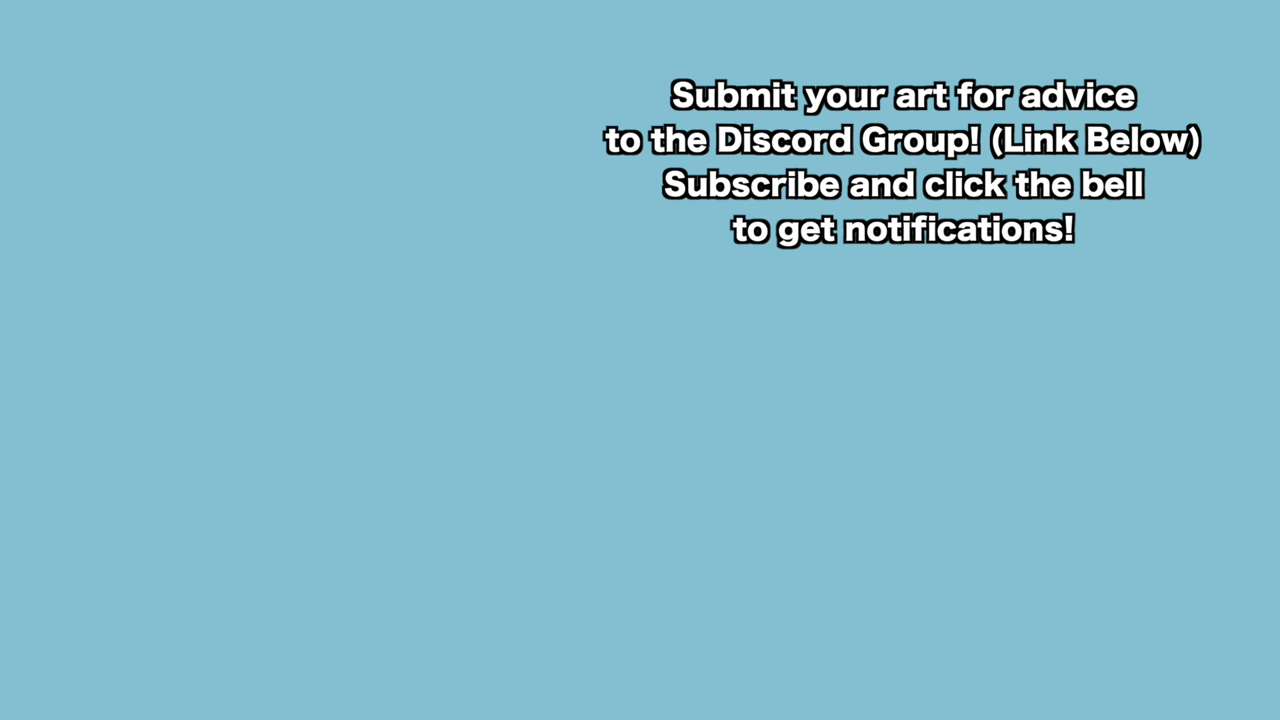 Submit your art for advice
to the Discord Group! (Link Below)
Subscribe and click the bell
to get notifications!